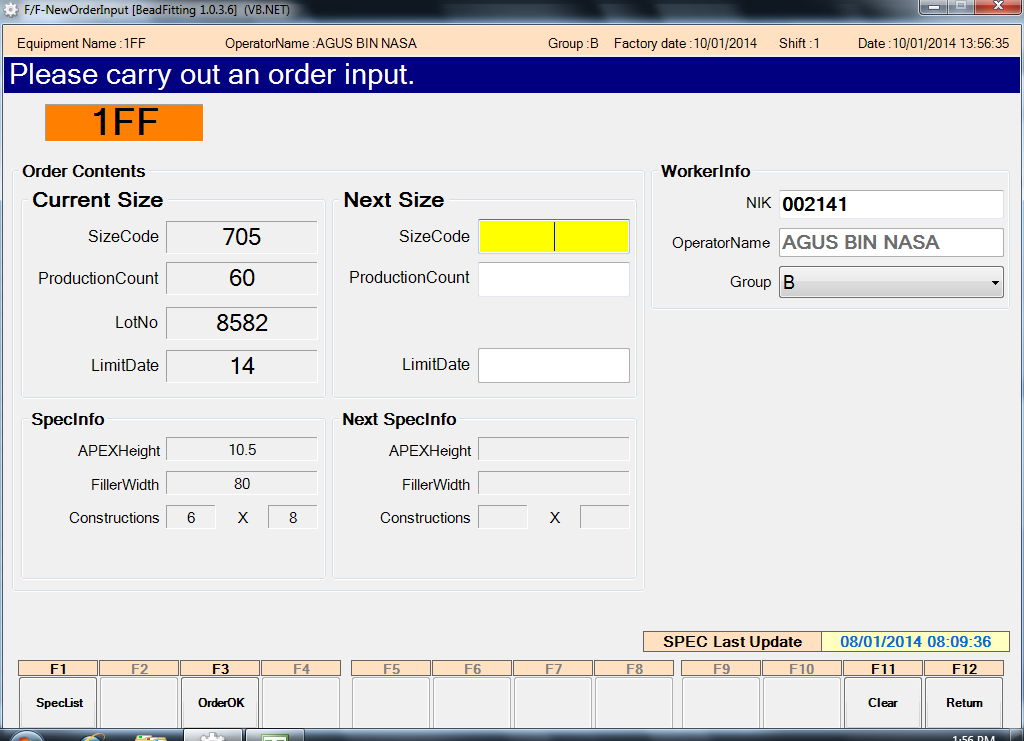 F/F-NewOrderInput [BeadFitting 1.0.3.6] (VB.NET)
Equipment Name :1FF OperatorName :AGUS BIN NASA Group :B Factory date :10/01/2014 Shift :1 Date :10/01/2014 13:56:35
Please carry out an order input.
1FF
Order Contents
Current Size
SizeCode 705
ProductionCount 60
LotNo 8582
LimitDate 14
Next Size
SizeCode
ProductionCount
LimitDate
WorkerInfo
NIK 002141
OperatorName AGUS BIN NASA
Group B
SpecInfo
APEXHeight 10.5
FillerWidth 80
Constructions 6 X 8
Next SpecInfo
APEXHeight
FillerWidth
Constructions X
SPEC Last Update 08/01/2014 08:09:36
F1 F2 F3 F4 F5 F6 F7 F8 F9 F10 F11 F12
SpecList OrderOK Clear Return
1:56 PM